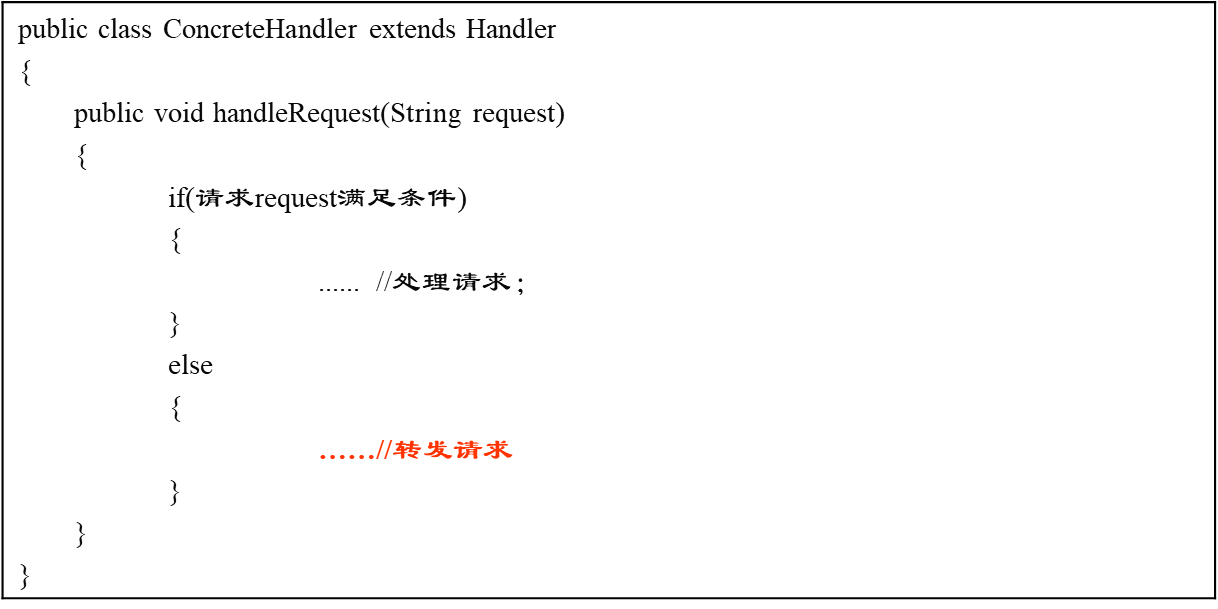 public class ConcreteHandler extends Handler
{
public void handleRequest(String request)
{
if(请求request满足条件)
{
...... //处理请求;
}
else
{
......//转发请求
}
}
}